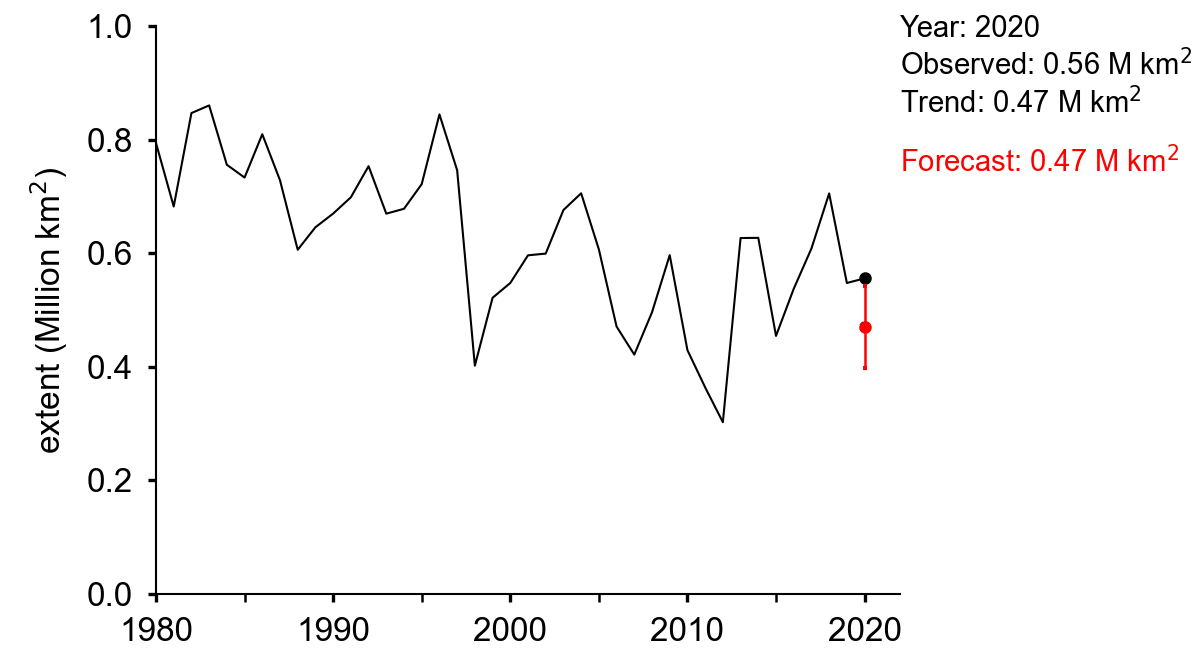 1.0
0.8
0.6
0.4
0.2
0.0
extent (Million km²)
1980 1990 2000 2010 2020
Year: 2020
Observed: 0.56 M km²
Trend: 0.47 M km²
Forecast: 0.47 M km²